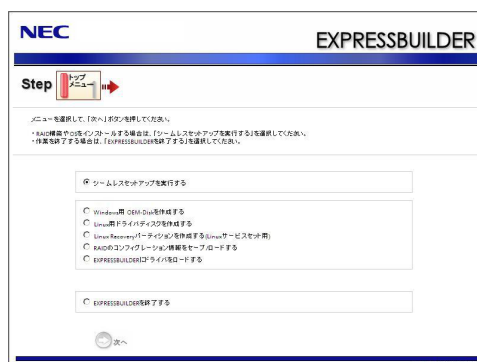 NEC
EXPRESSBUILDER
Step
トップ
メニュー
メニューを選択して、「次へ」ボタンを押してください。
・RAID構築やOSをインストールする場合は、「シームレスセットアップを実行する」を選択してください。
・作業を終了する場合は、「EXPRESSBUILDERを終了する」を選択してください。
シームレスセットアップを実行する
Windows用 OEM-Diskを作成する
Linux用ドライバディスクを作成する
Linux Recoveryパーティションを作成する(Linuxサービスセット用)
RAIDのコンフィグレーション情報をセーブ/ロードする
EXPRESSBUILDERにドライバをロードする
EXPRESSBUILDERを終了する
次へ